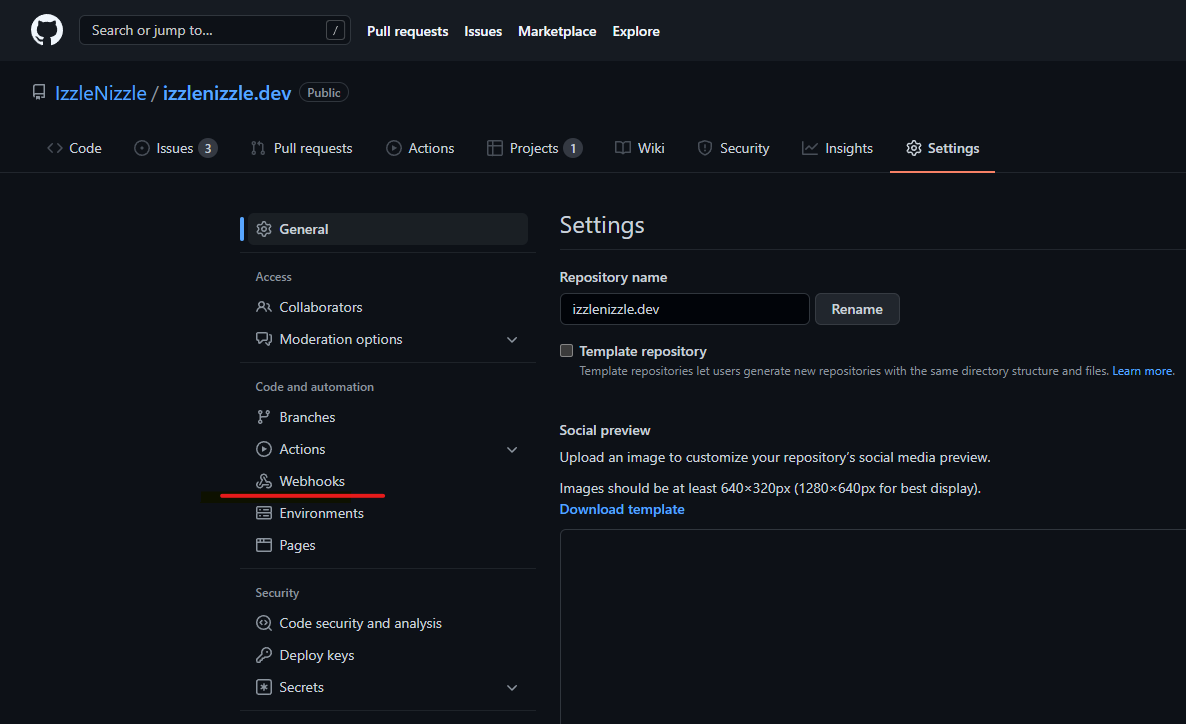 Search or jump to... /
Pull requests Issues Marketplace Explore
IzzleNizzle / izzlenizzle.dev Public
Code Issues 3 Pull requests Actions Projects 1 Wiki Security Insights Settings
General
Access
Collaborators
Moderation options
Code and automation
Branches
Actions
Webhooks
Environments
Pages
Security
Code security and analysis
Deploy keys
Secrets
Settings
Repository name
izzlenizzle.dev Rename
Template repository
Template repositories let users generate new repositories with the same directory structure and files. Learn more.
Social preview
Upload an image to customize your repository’s social media preview.
Images should be at least 640×320px (1280×640px for best display).
Download template